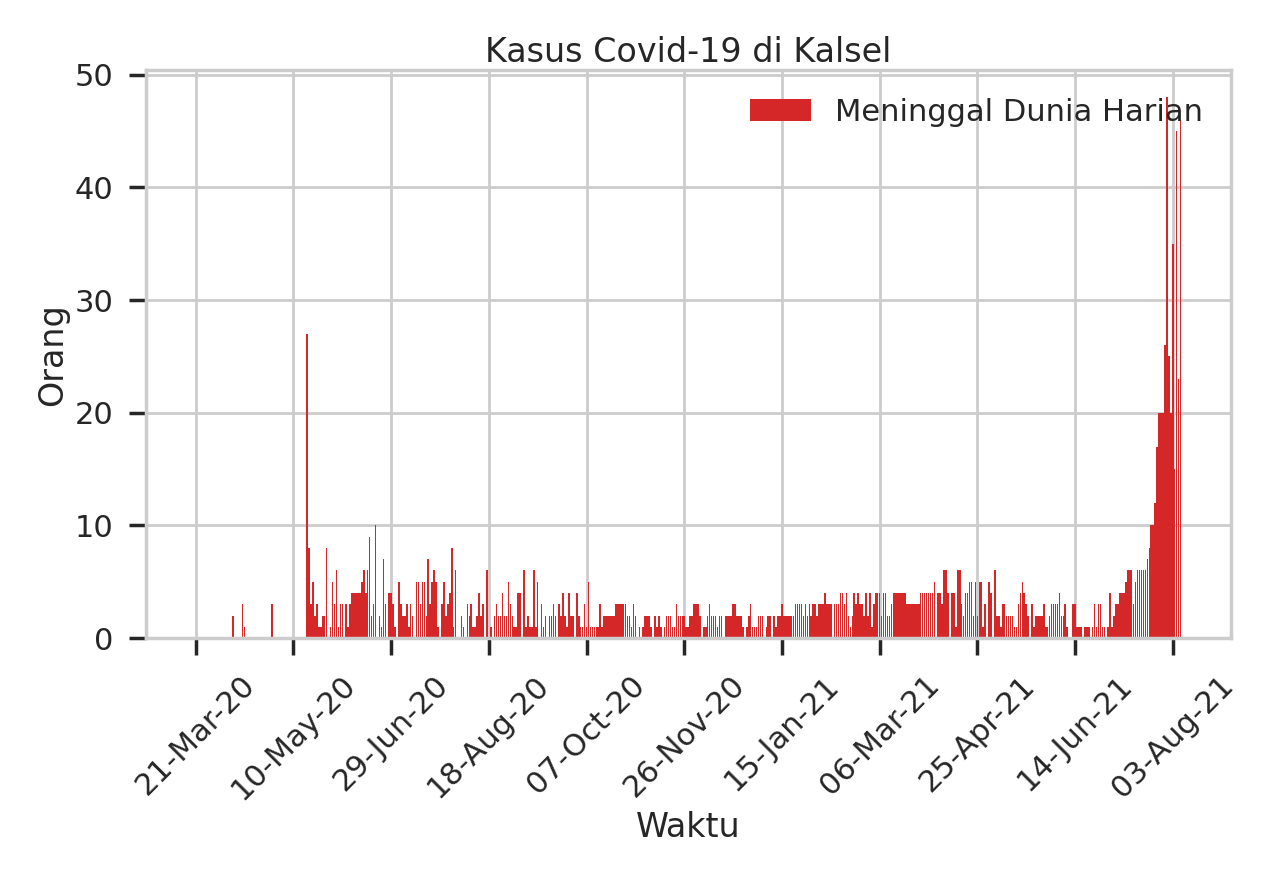 Kasus Covid-19 di Kalsel
Meninggal Dunia Harian
50
40
30
20
10
0
Orang
21-Mar-20
10-May-20
29-Jun-20
18-Aug-20
07-Oct-20
26-Nov-20
15-Jan-21
06-Mar-21
25-Apr-21
14-Jun-21
03-Aug-21
Waktu